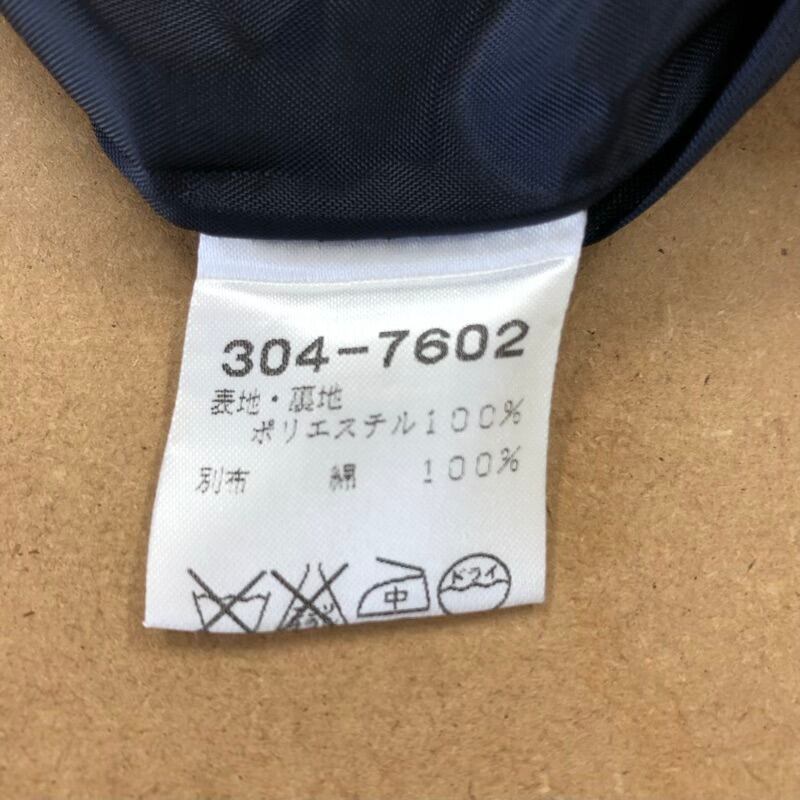 304-7602
表地・裏地
ポリエステル100%
別布 綿 100%
中 ドライ